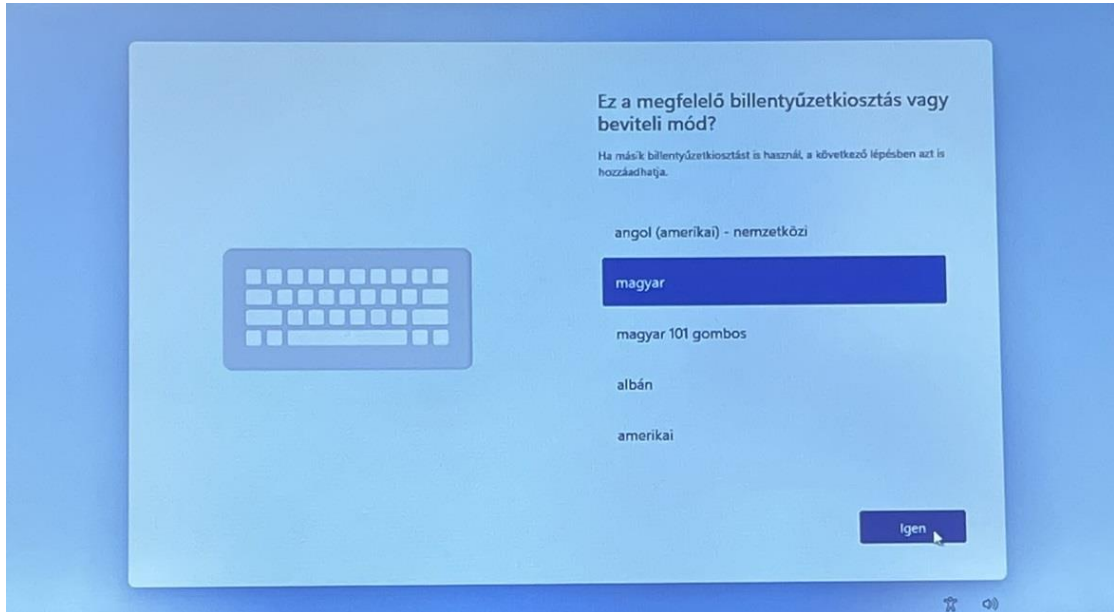 Ez a megfelelő billentyűzetkiosztás vagy
beviteli mód?
Ha másik billentyűzetkiosztást is használ, a következő lépésben azt is
hozzáadhatja.
angol (amerikai) - nemzetközi
magyar
magyar 101 gombos
albán
amerikai
Igen